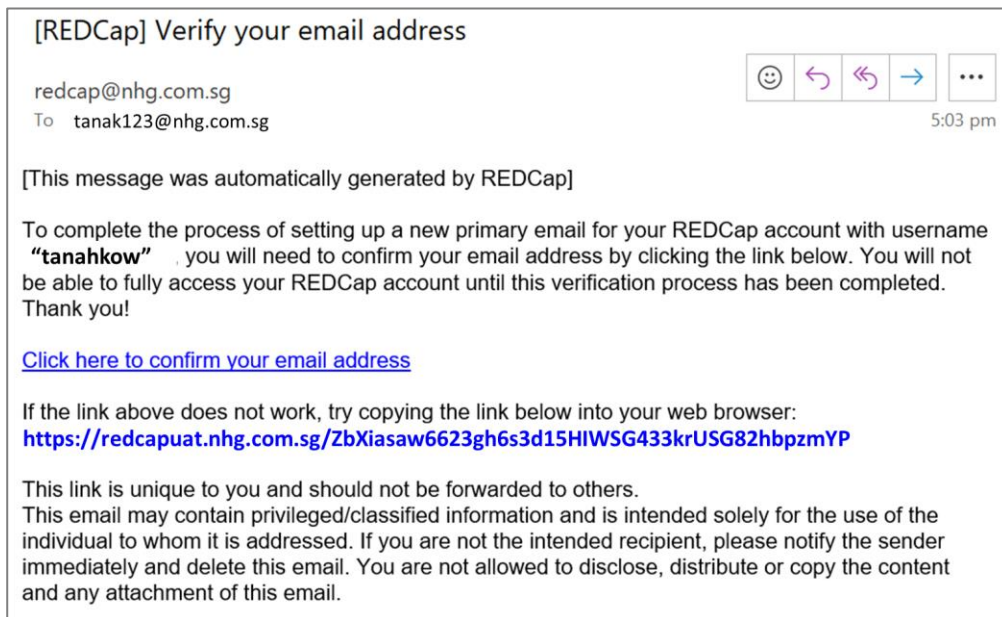 [REDCap] Verify your email address
redcap@nhg.com.sg
To tanak123@nhg.com.sg
5:03 pm
[This message was automatically generated by REDCap]
To complete the process of setting up a new primary email for your REDCap account with username
“tanahkow” , you will need to confirm your email address by clicking the link below. You will not
be able to fully access your REDCap account until this verification process has been completed.
Thank you!
Click here to confirm your email address
If the link above does not work, try copying the link below into your web browser:
https://redcapuat.nhg.com.sg/ZbXiasaw6623gh6s3d15HIWSG433krUSG82hbpzmYP
This link is unique to you and should not be forwarded to others.
This email may contain privileged/classified information and is intended solely for the use of the
individual to whom it is addressed. If you are not the intended recipient, please notify the sender
immediately and delete this email. You are not allowed to disclose, distribute or copy the content
and any attachment of this email.